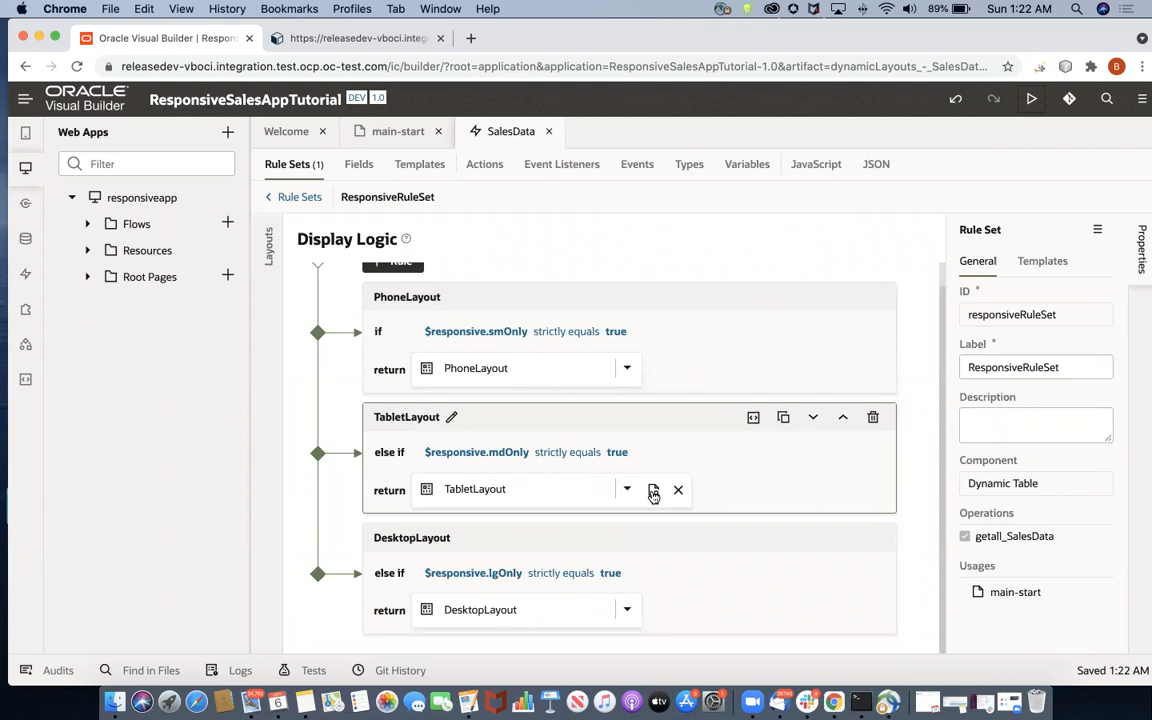 Chrome File Edit View History Bookmarks Profiles Tab Window Help 89% Sun 1:22 AM
Oracle Visual Builder | Respon
https://releasedev-vboci.integ
releasedev-vboci.integration.test.ocp.oc-test.com/ic/builder/?root=application&application=ResponsiveSalesAppTutorial-1.0&artifact=dynamicLayouts_-_SalesDat...
B
ORACLE
Visual Builder
ResponsiveSalesAppTutorial DEV 1.0
Web Apps
Welcome main-start SalesData
Filter
Rule Sets (1) Fields Templates Actions Event Listeners Events Types Variables JavaScript JSON
responsiveapp
Flows
Resources
Root Pages
Rule Sets ResponsiveRuleSet
Layouts
Display Logic
Rule
PhoneLayout
if $responsive.smOnly strictly equals true
return PhoneLayout
TabletLayout
else if $responsive.mdOnly strictly equals true
return TabletLayout
DesktopLayout
else if $responsive.lgOnly strictly equals true
return DesktopLayout
Rule Set
General Templates
ID *
responsiveRuleSet
Label *
ResponsiveRuleSet
Description
Component
Dynamic Table
Operations
getall_SalesData
Usages
main-start
Properties
Audits Find in Files Logs Tests Git History Saved 1:22 AM